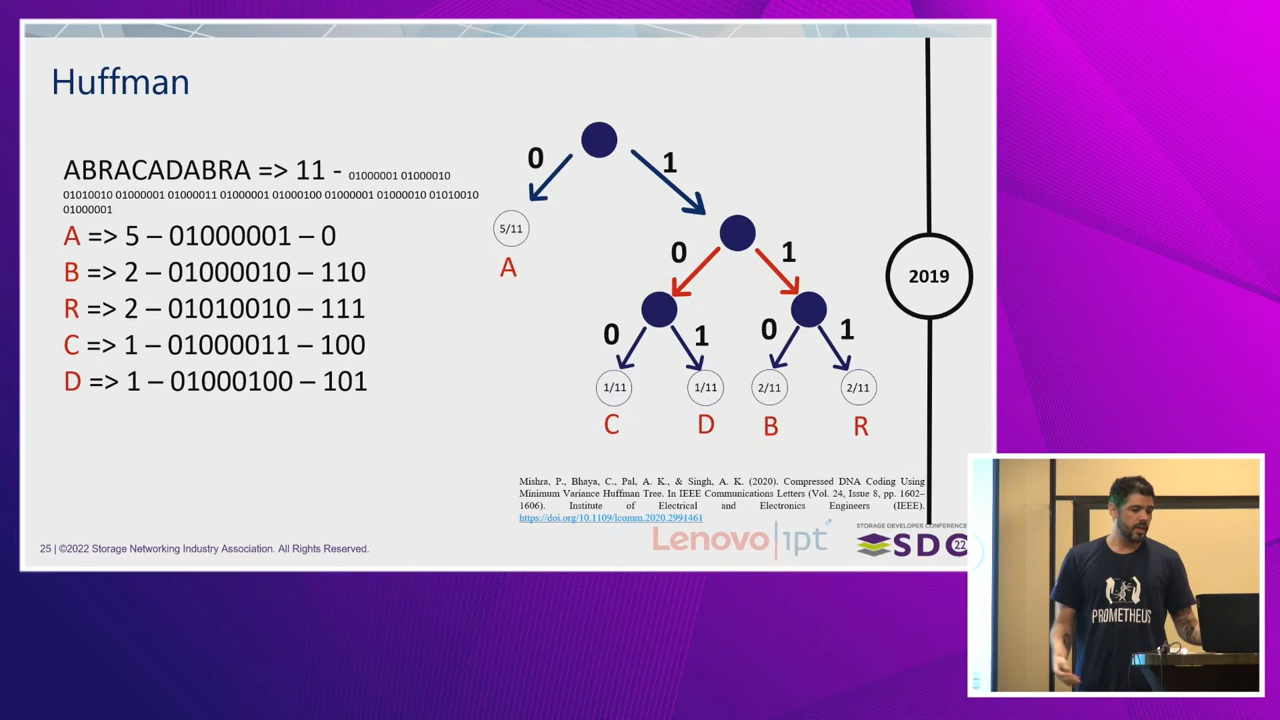 Huffman
ABRACADABRA => 11 - 01000001 01000010
01010010 01000001 01000011 01000001 01000100 01000001 01000010 01010010
01000001
A => 5 – 01000001 – 0
B => 2 – 01000010 – 110
R => 2 – 01010010 – 111
C => 1 – 01000011 – 100
D => 1 – 01000100 – 101
0
1
5/11
A
0
1
0
1
0
1
1/11
1/11
2/11
2/11
C
D
B
R
2019
Mishra, P., Bhaya, C., Pal, A. K., & Singh, A. K. (2020). Compressed DNA Coding Using
Minimum Variance Huffman Tree. In IEEE Communications Letters (Vol. 24, Issue 8, pp. 1602–
1606). Institute of Electrical and Electronics Engineers (IEEE).
https://doi.org/10.1109/lcomm.2020.2991461
Lenovo ipt
STORAGE DEVELOPER CONFERENCE
SDC 22
25 | ©2022 Storage Networking Industry Association. All Rights Reserved.
PROMETHEUS